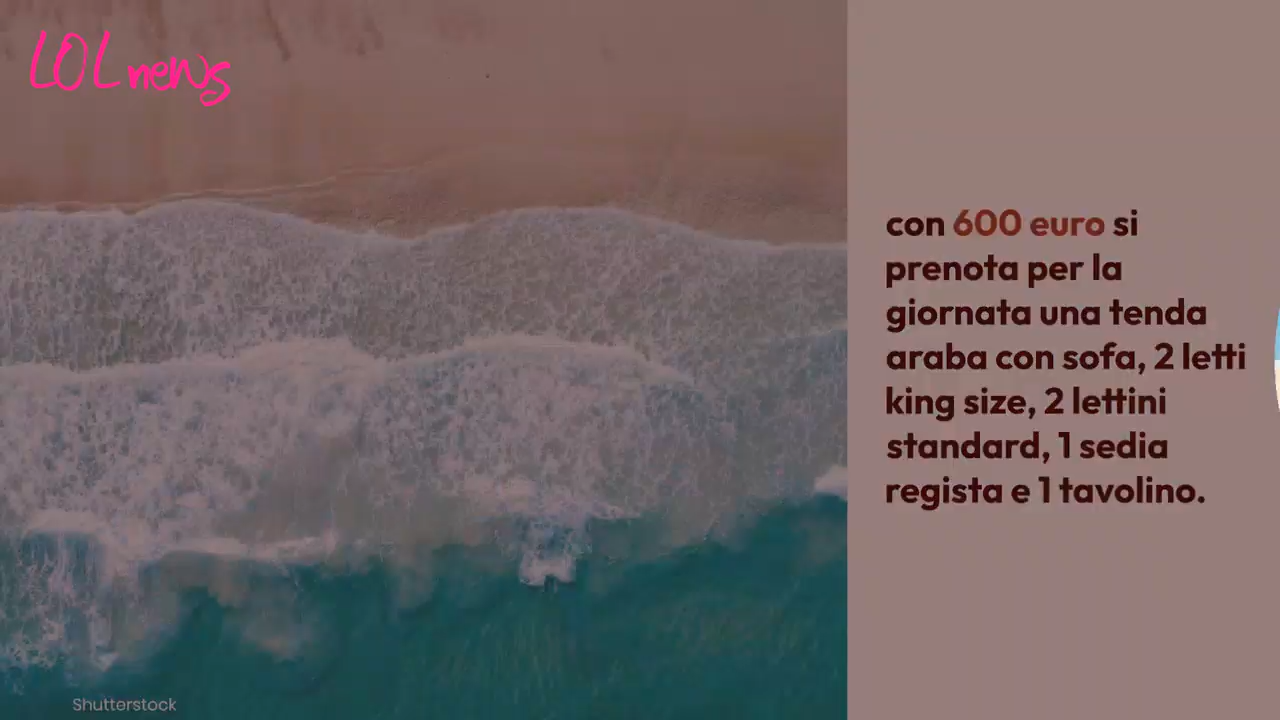 LOL news
con 600 euro si
prenota per la
giornata una tenda
araba con sofa, 2 letti
king size, 2 lettini
standard, 1 sedia
regista e 1 tavolino.
Shutterstock